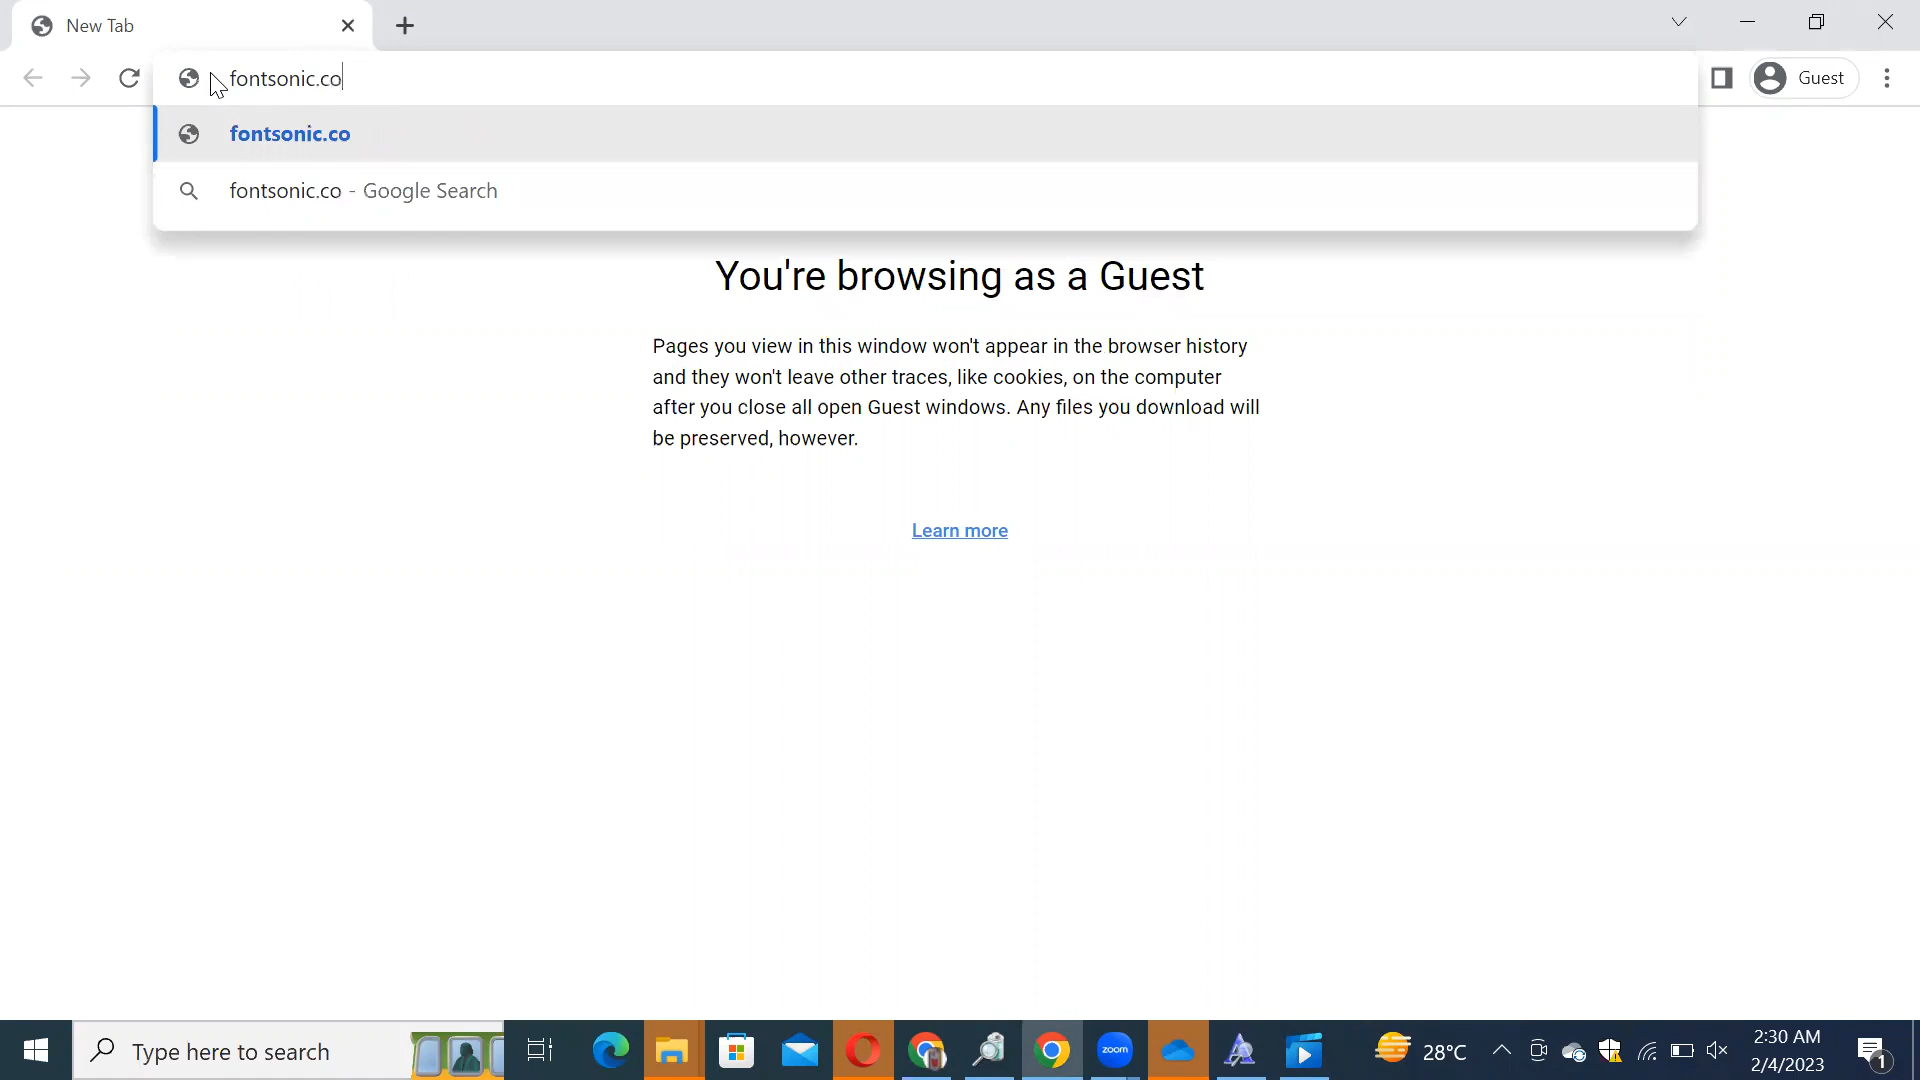 New Tab
fontsonic.co
Guest
fontsonic.co
fontsonic.co - Google Search
You're browsing as a Guest
Pages you view in this window won't appear in the browser history
and they won't leave other traces, like cookies, on the computer
after you close all open Guest windows. Any files you download will
be preserved, however.
Learn more
Type here to search
zoom
28°C
2:30 AM
2/4/2023
1